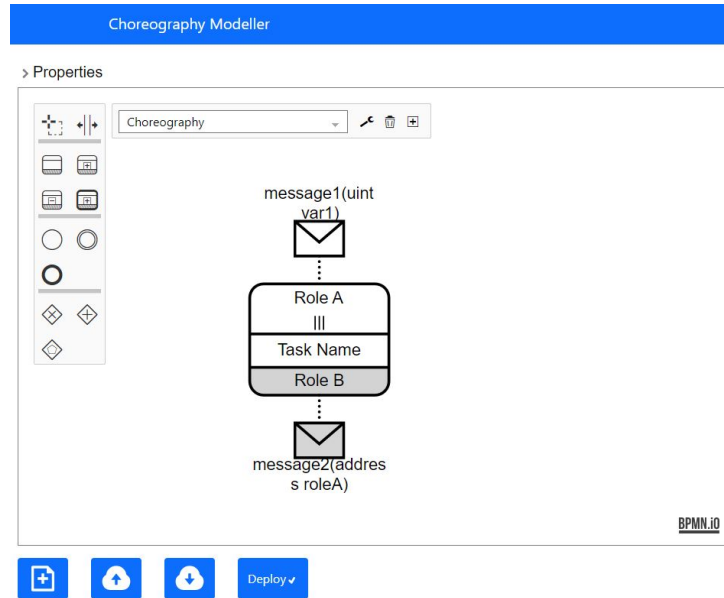 Choreography Modeller
Properties
Choreography
message1(uint
var1)
Role A
Task Name
Role B
message2(addres
s roleA)
BPMN.iO
Deploy